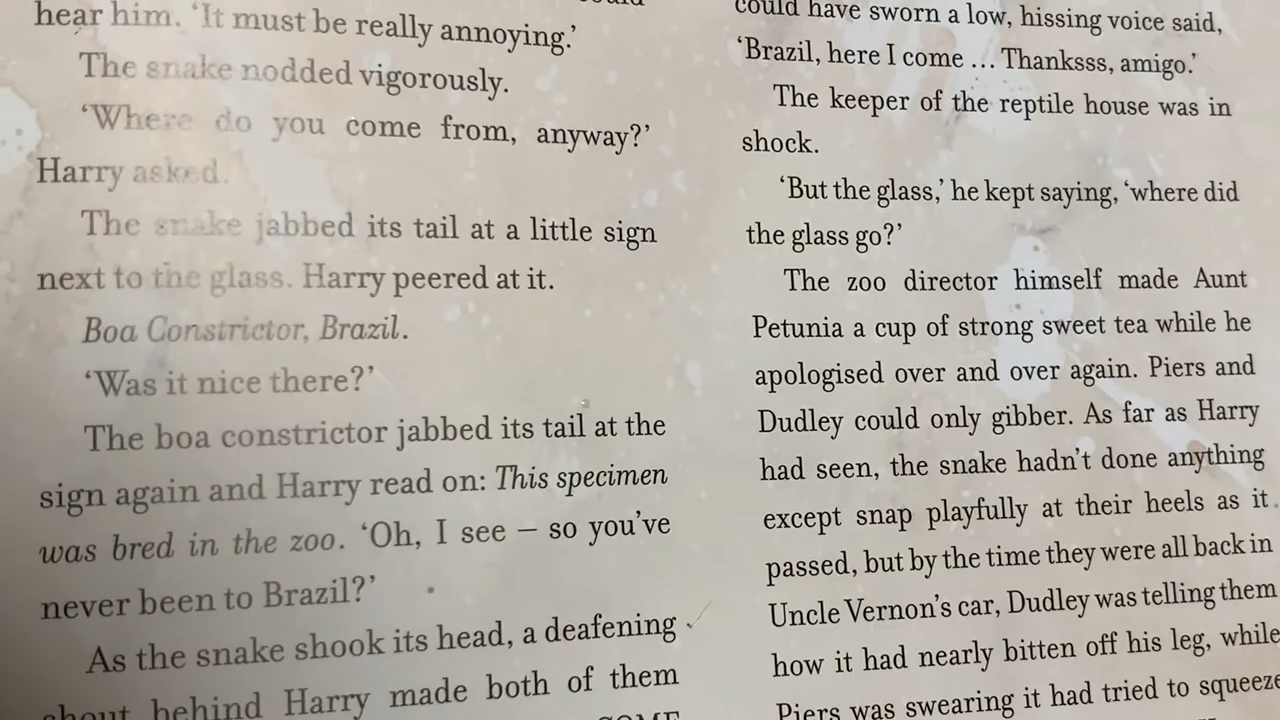 hear him. ‘It must be really annoying.’
The snake nodded vigorously.
‘Where do you come from, anyway?’
Harry asked.
The snake jabbed its tail at a little sign
next to the glass. Harry peered at it.
Boa Constrictor, Brazil.
‘Was it nice there?’
The boa constrictor jabbed its tail at the
sign again and Harry read on: This specimen
was bred in the zoo. ‘Oh, I see – so you’ve
never been to Brazil?’
As the snake shook its head, a deafening
shout behind Harry made both of them
could have sworn a low, hissing voice said,
‘Brazil, here I come ... Thanksss, amigo.’
The keeper of the reptile house was in
shock.
‘But the glass,’ he kept saying, ‘where did
the glass go?’
The zoo director himself made Aunt
Petunia a cup of strong sweet tea while he
apologised over and over again. Piers and
Dudley could only gibber. As far as Harry
had seen, the snake hadn’t done anything
except snap playfully at their heels as it
passed, but by the time they were all back in
Uncle Vernon’s car, Dudley was telling them
how it had nearly bitten off his leg, while
Piers was swearing it had tried to squeeze